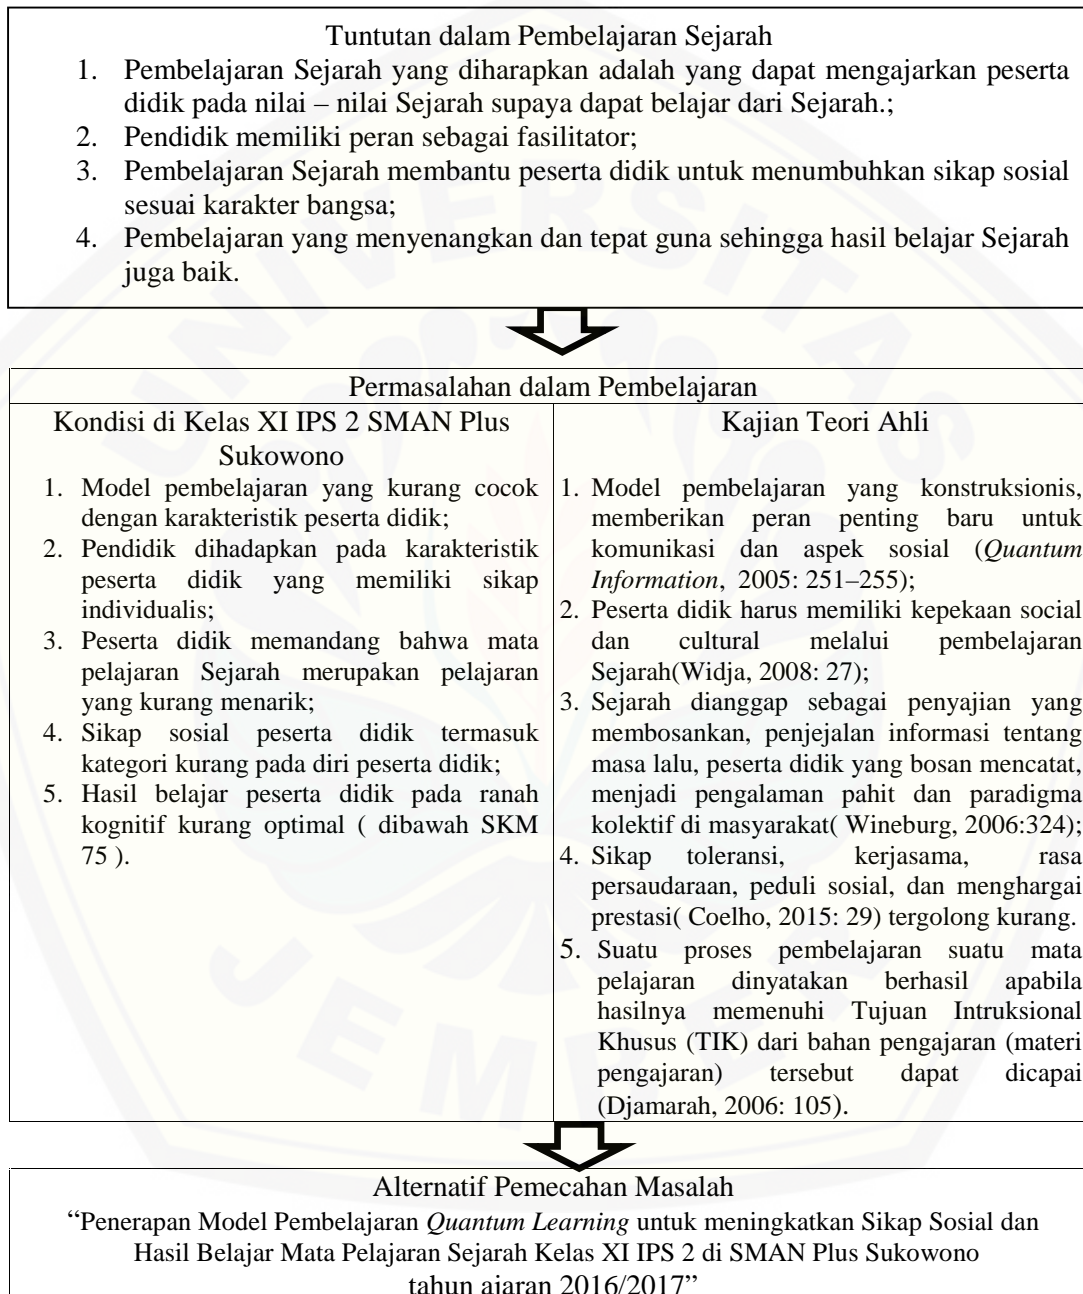 Tuntutan dalam Pembelajaran Sejarah
1. Pembelajaran Sejarah yang diharapkan adalah yang dapat mengajarkan peserta
didik pada nilai – nilai Sejarah supaya dapat belajar dari Sejarah.;
2. Pendidik memiliki peran sebagai fasilitator;
3. Pembelajaran Sejarah membantu peserta didik untuk menumbuhkan sikap sosial
sesuai karakter bangsa;
4. Pembelajaran yang menyenangkan dan tepat guna sehingga hasil belajar Sejarah
juga baik.
Permasalahan dalam Pembelajaran
Kondisi di Kelas XI IPS 2 SMAN Plus
Sukowono
1. Model pembelajaran yang kurang cocok
dengan karakteristik peserta didik;
2. Pendidik dihadapkan pada karakteristik
peserta didik yang memiliki sikap
individualis;
3. Peserta didik memandang bahwa mata
pelajaran Sejarah merupakan pelajaran
yang kurang menarik;
4. Sikap sosial peserta didik termasuk
kategori kurang pada diri peserta didik;
5. Hasil belajar peserta didik pada ranah
kognitif kurang optimal ( dibawah SKM
75 ).
Kajian Teori Ahli
1. Model pembelajaran yang konstruksionis,
memberikan peran penting baru untuk
komunikasi dan aspek sosial (Quantum
Information, 2005: 251–255);
2. Peserta didik harus memiliki kepekaan social
dan cultural melalui pembelajaran
Sejarah(Widja, 2008: 27);
3. Sejarah dianggap sebagai penyajian yang
membosankan, penjejalan informasi tentang
masa lalu, peserta didik yang bosan mencatat,
menjadi pengalaman pahit dan paradigma
kolektif di masyarakat( Wineburg, 2006:324);
4. Sikap toleransi, kerjasama, rasa
persaudaraan, peduli sosial, dan menghargai
prestasi( Coelho, 2015: 29) tergolong kurang.
5. Suatu proses pembelajaran suatu mata
pelajaran dinyatakan berhasil apabila
hasilnya memenuhi Tujuan Intruksional
Khusus (TIK) dari bahan pengajaran (materi
pengajaran) tersebut dapat dicapai
(Djamarah, 2006: 105).
Alternatif Pemecahan Masalah
“Penerapan Model Pembelajaran Quantum Learning untuk meningkatkan Sikap Sosial dan
Hasil Belajar Mata Pelajaran Sejarah Kelas XI IPS 2 di SMAN Plus Sukowono
tahun ajaran 2016/2017”
UNIVERSITAS
JEMBER